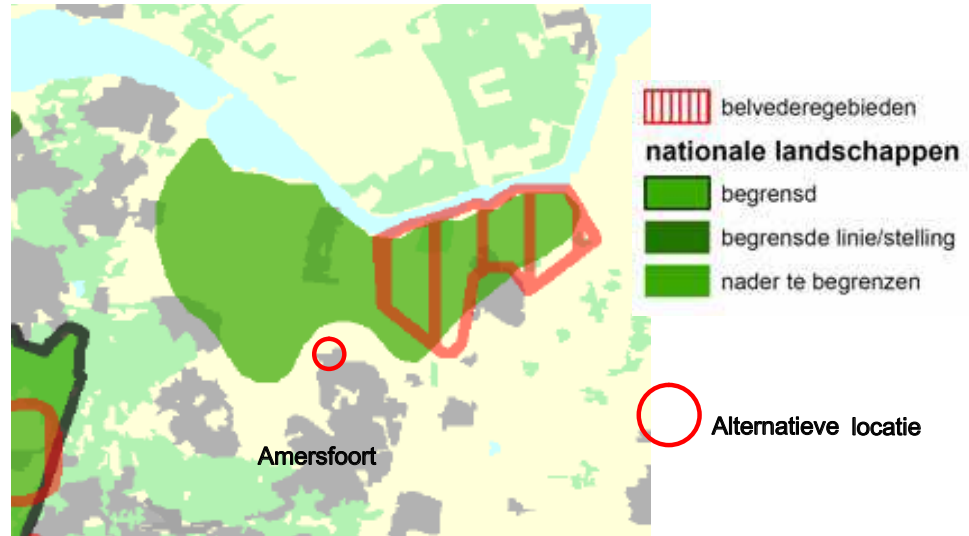 belvederegebieden
nationale landschappen
begrensd
begrensde linie/stelling
nader te begrenzen
Alternatieve locatie
Amersfoort